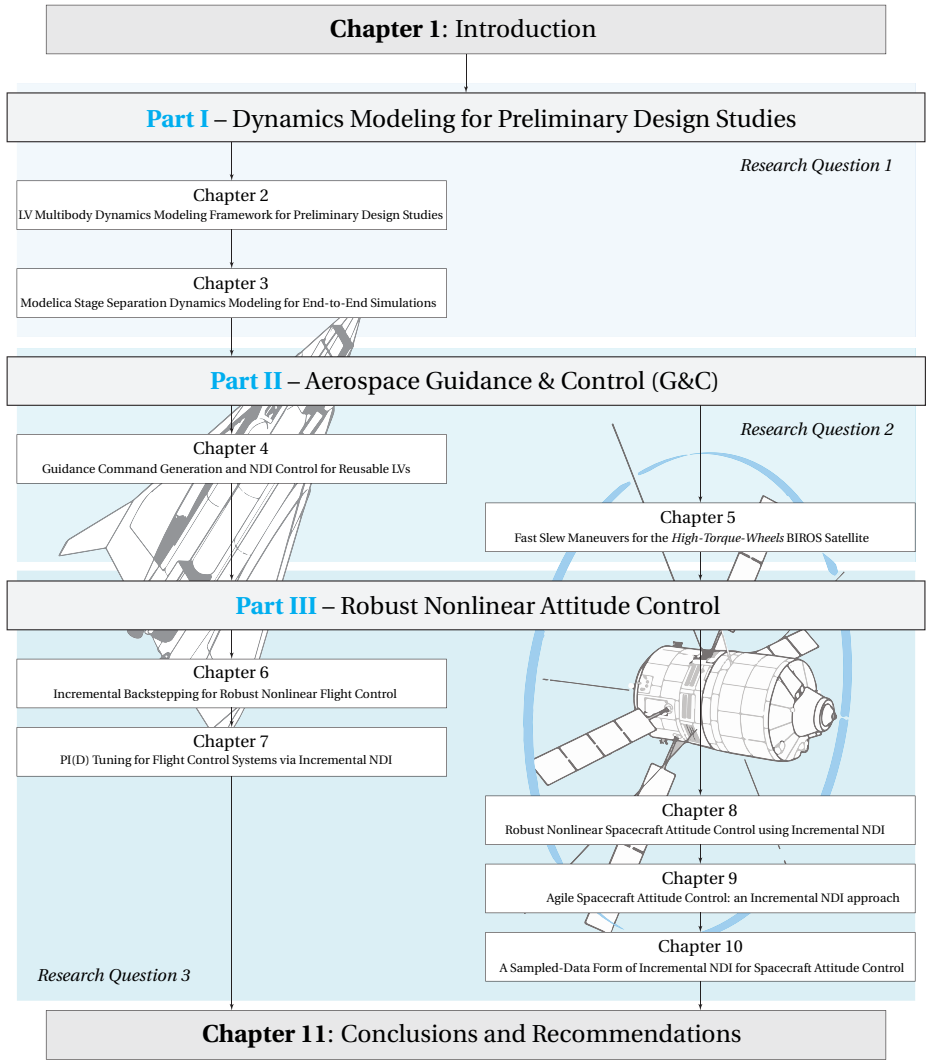 Chapter 1: Introduction
Part I – Dynamics Modeling for Preliminary Design Studies
Research Question 1
Chapter 2
LV Multibody Dynamics Modeling Framework for Preliminary Design Studies
Chapter 3
Modelica Stage Separation Dynamics Modeling for End-to-End Simulations
Part II – Aerospace Guidance & Control (G&C)
Research Question 2
Chapter 4
Guidance Command Generation and NDI Control for Reusable LVs
Chapter 5
Fast Slew Maneuvers for the High-Torque-Wheels BIROS Satellite
Part III – Robust Nonlinear Attitude Control
Chapter 6
Incremental Backstepping for Robust Nonlinear Flight Control
Chapter 7
PI(D) Tuning for Flight Control Systems via Incremental NDI
Chapter 8
Robust Nonlinear Spacecraft Attitude Control using Incremental NDI
Chapter 9
Agile Spacecraft Attitude Control: an Incremental NDI approach
Chapter 10
A Sampled-Data Form of Incremental NDI for Spacecraft Attitude Control
Research Question 3
Chapter 11: Conclusions and Recommendations